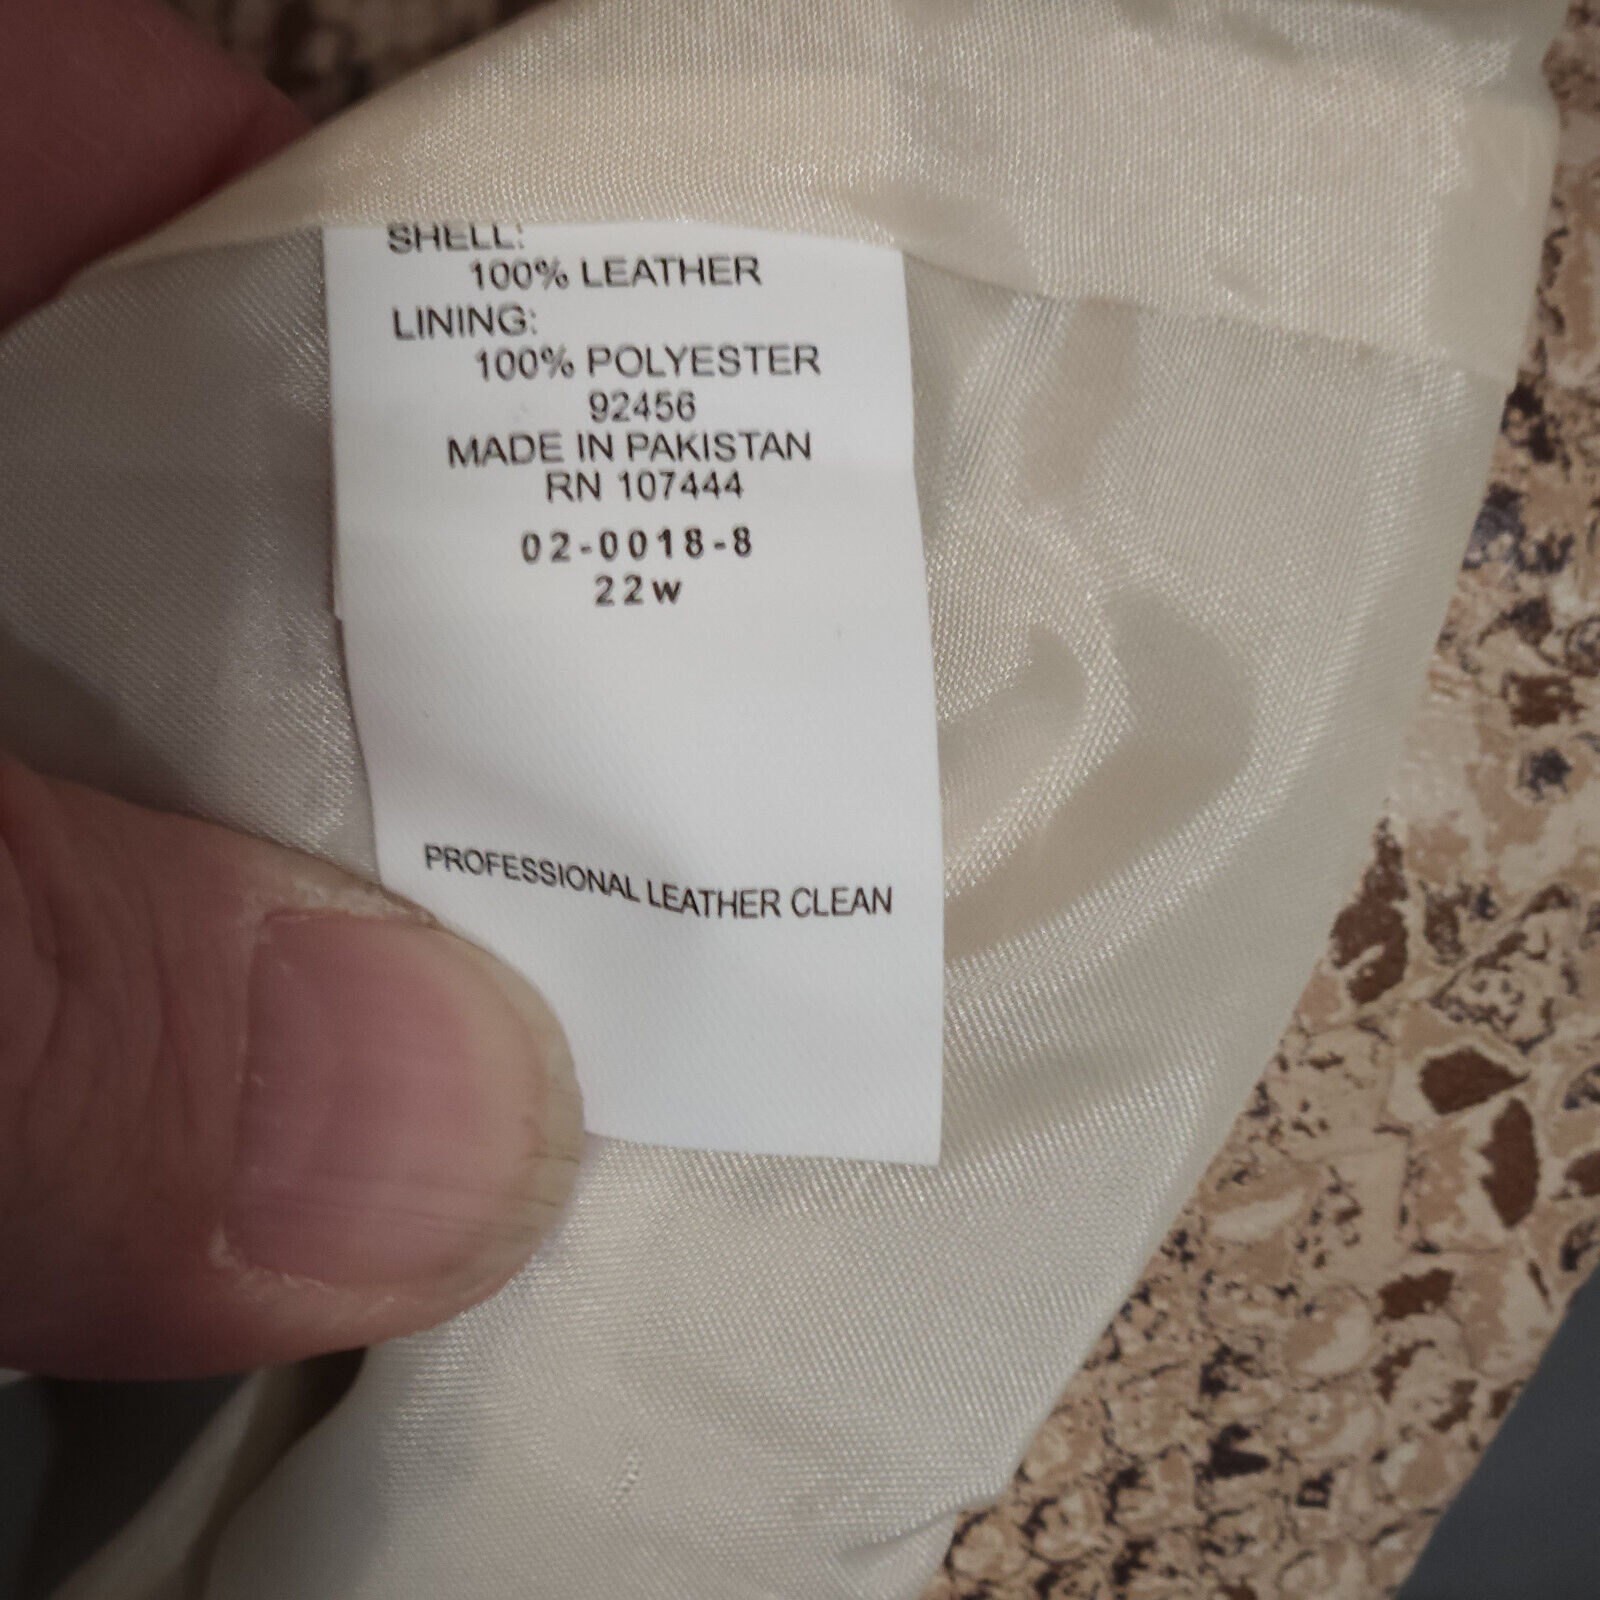 SHELL:
100% LEATHER
LINING:
100% POLYESTER
92456
MADE IN PAKISTAN
RN 107444
02-0018-8
22w
PROFESSIONAL LEATHER CLEAN